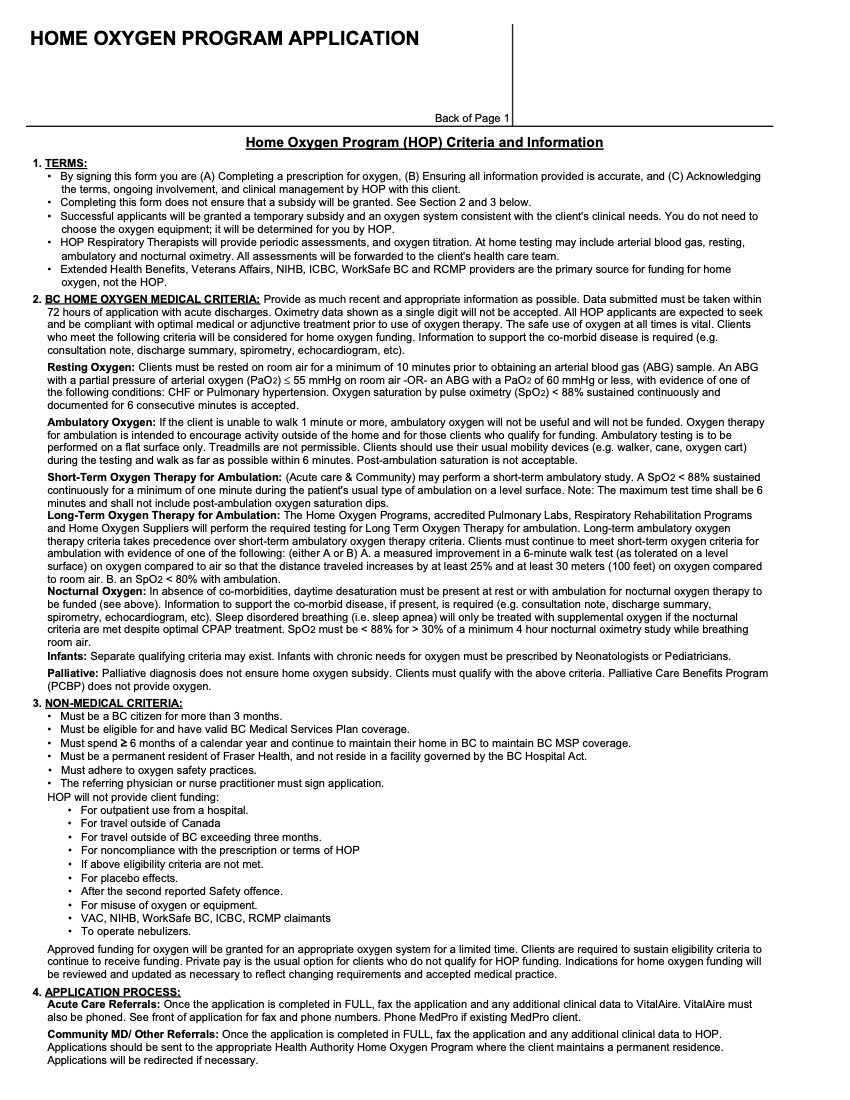 HOME OXYGEN PROGRAM APPLICATION
Back of Page 1
Home Oxygen Program (HOP) Criteria and Information
1. TERMS:
• By signing this form you are (A) Completing a prescription for oxygen, (B) Ensuring all information provided is accurate, and (C) Acknowledging
the terms, ongoing involvement, and clinical management by HOP with this client.
• Completing this form does not ensure that a subsidy will be granted. See Section 2 and 3 below.
• Successful applicants will be granted a temporary subsidy and an oxygen system consistent with the client's clinical needs. You do not need to
choose the oxygen equipment; it will be determined for you by HOP.
• HOP Respiratory Therapists will provide periodic assessments, and oxygen titration. At home testing may include arterial blood gas, resting,
ambulatory and nocturnal oximetry. All assessments will be forwarded to the client's health care team.
• Extended Health Benefits, Veterans Affairs, NIHB, ICBC, WorkSafe BC and RCMP providers are the primary source for funding for home
oxygen, not the HOP.
2. BC HOME OXYGEN MEDICAL CRITERIA: Provide as much recent and appropriate information as possible. Data submitted must be taken within
72 hours of application with acute discharges. Oximetry data shown as a single digit will not be accepted. All HOP applicants are expected to seek
and be compliant with optimal medical or adjunctive treatment prior to use of oxygen therapy. The safe use of oxygen at all times is vital. Clients
who meet the following criteria will be considered for home oxygen funding. Information to support the co-morbid disease is required (e.g.
consultation note, discharge summary, spirometry, echocardiogram, etc).
Resting Oxygen: Clients must be rested on room air for a minimum of 10 minutes prior to obtaining an arterial blood gas (ABG) sample. An ABG
with a partial pressure of arterial oxygen (PaO2) ≤ 55 mmHg on room air -OR- an ABG with a PaO2 of 60 mmHg or less, with evidence of one of
the following conditions: CHF or Pulmonary hypertension. Oxygen saturation by pulse oximetry (SpO2) < 88% sustained continuously and
documented for 6 consecutive minutes is accepted.
Ambulatory Oxygen: If the client is unable to walk 1 minute or more, ambulatory oxygen will not be useful and will not be funded. Oxygen therapy
for ambulation is intended to encourage activity outside of the home and for those clients who qualify for funding. Ambulatory testing is to be
performed on a flat surface only. Treadmills are not permissible. Clients should use their usual mobility devices (e.g. walker, cane, oxygen cart)
during the testing and walk as far as possible within 6 minutes. Post-ambulation saturation is not acceptable.
Short-Term Oxygen Therapy for Ambulation: (Acute care & Community) may perform a short-term ambulatory study. A SpO2 < 88% sustained
continuously for a minimum of one minute during the patient's usual type of ambulation on a level surface. Note: The maximum test time shall be 6
minutes and shall not include post-ambulation oxygen saturation dips.
Long-Term Oxygen Therapy for Ambulation: The Home Oxygen Programs, accredited Pulmonary Labs, Respiratory Rehabilitation Programs
and Home Oxygen Suppliers will perform the required testing for Long Term Oxygen Therapy for ambulation. Long-term ambulatory oxygen
therapy criteria takes precedence over short-term ambulatory oxygen therapy criteria. Clients must continue to meet short-term oxygen criteria for
ambulation with evidence of one of the following: (either A or B) A. a measured improvement in a 6-minute walk test (as tolerated on a level
surface) on oxygen compared to air so that the distance traveled increases by at least 25% and at least 30 meters (100 feet) on oxygen compared
to room air. B. an SpO2 < 80% with ambulation.
Nocturnal Oxygen: In absence of co-morbidities, daytime desaturation must be present at rest or with ambulation for nocturnal oxygen therapy to
be funded (see above). Information to support the co-morbid disease, if present, is required (e.g. consultation note, discharge summary,
spirometry, echocardiogram, etc). Sleep disordered breathing (i.e. sleep apnea) will only be treated with supplemental oxygen if the nocturnal
criteria are met despite optimal CPAP treatment. SpO2 must be < 88% for > 30% of a minimum 4 hour nocturnal oximetry study while breathing
room air.
Infants: Separate qualifying criteria may exist. Infants with chronic needs for oxygen must be prescribed by Neonatologists or Pediatricians.
Palliative: Palliative diagnosis does not ensure home oxygen subsidy. Clients must qualify with the above criteria. Palliative Care Benefits Program
(PCBP) does not provide oxygen.
3. NON-MEDICAL CRITERIA:
• Must be a BC citizen for more than 3 months.
• Must be eligible for and have valid BC Medical Services Plan coverage.
• Must spend ≥ 6 months of a calendar year and continue to maintain their home in BC to maintain BC MSP coverage.
• Must be a permanent resident of Fraser Health, and not reside in a facility governed by the BC Hospital Act.
• Must adhere to oxygen safety practices.
• The referring physician or nurse practitioner must sign application.
HOP will not provide client funding:
• For outpatient use from a hospital.
• For travel outside of Canada
• For travel outside of BC exceeding three months.
• For noncompliance with the prescription or terms of HOP
• If above eligibility criteria are not met.
• For placebo effects.
• After the second reported Safety offence.
• For misuse of oxygen or equipment.
• VAC, NIHB, WorkSafe BC, ICBC, RCMP claimants
• To operate nebulizers.
Approved funding for oxygen will be granted for an appropriate oxygen system for a limited time. Clients are required to sustain eligibility criteria to
continue to receive funding. Private pay is the usual option for clients who do not qualify for HOP funding. Indications for home oxygen funding will
be reviewed and updated as necessary to reflect changing requirements and accepted medical practice.
4. APPLICATION PROCESS:
Acute Care Referrals: Once the application is completed in FULL, fax the application and any additional clinical data to VitalAire. VitalAire must
also be phoned. See front of application for fax and phone numbers. Phone MedPro if existing MedPro client.
Community MD/ Other Referrals: Once the application is completed in FULL, fax the application and any additional clinical data to HOP.
Applications should be sent to the appropriate Health Authority Home Oxygen Program where the client maintains a permanent residence.
Applications will be redirected if necessary.